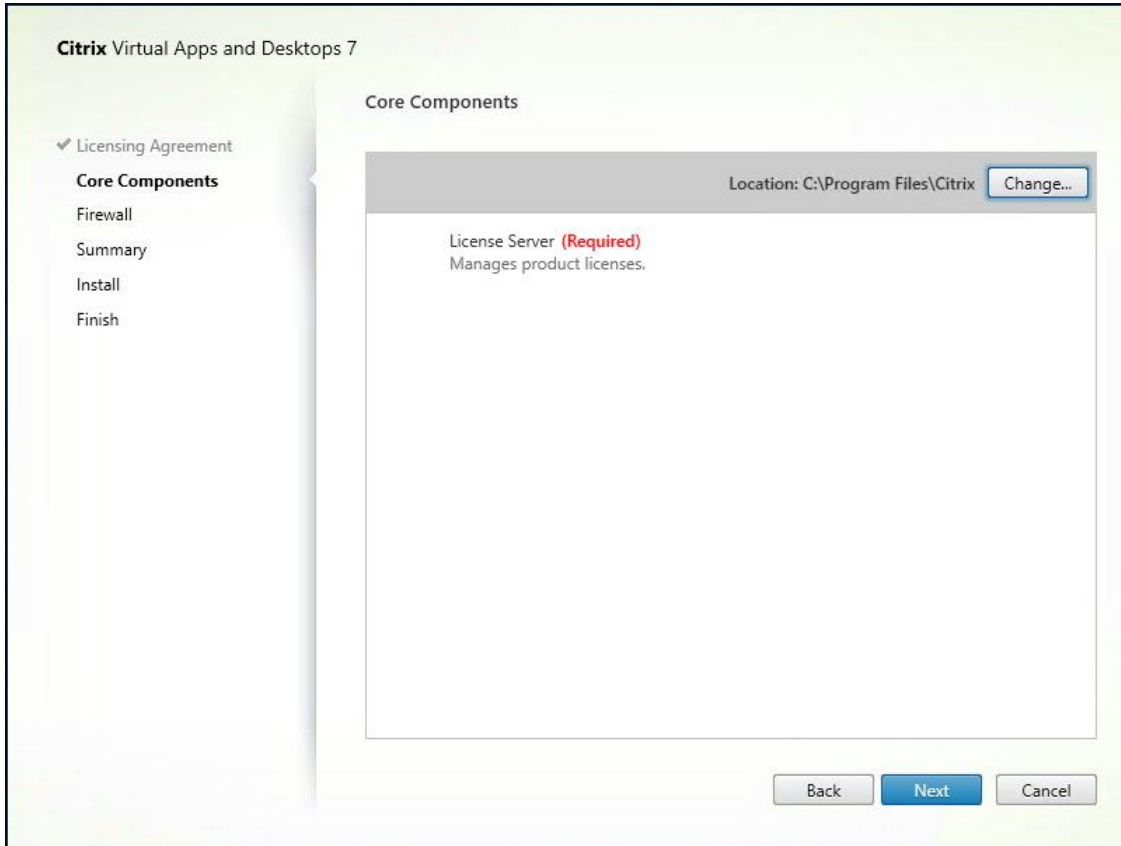 Citrix Virtual Apps and Desktops 7
Licensing Agreement
Core Components
Firewall
Summary
Install
Finish
Core Components
Location: C:\Program Files\Citrix
Change...
License Server (Required)
Manages product licenses.
Back
Next
Cancel